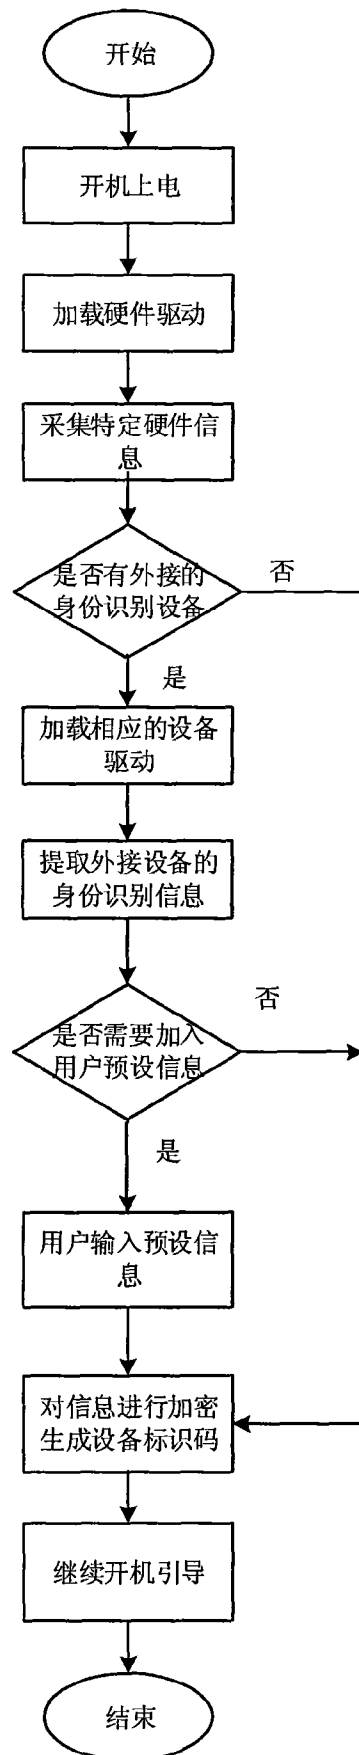 开始
开机上电
加载硬件驱动
采集特定硬件信
息
是否有外接的
身份识别设备
否
是
加载相应的设备
驱动
提取外接设备的
身份识别信息
否
是否需要加入
用户预设信息
是
用户输入预设信
息
对信息进行加密
生成设备标识码
继续开机引导
结束